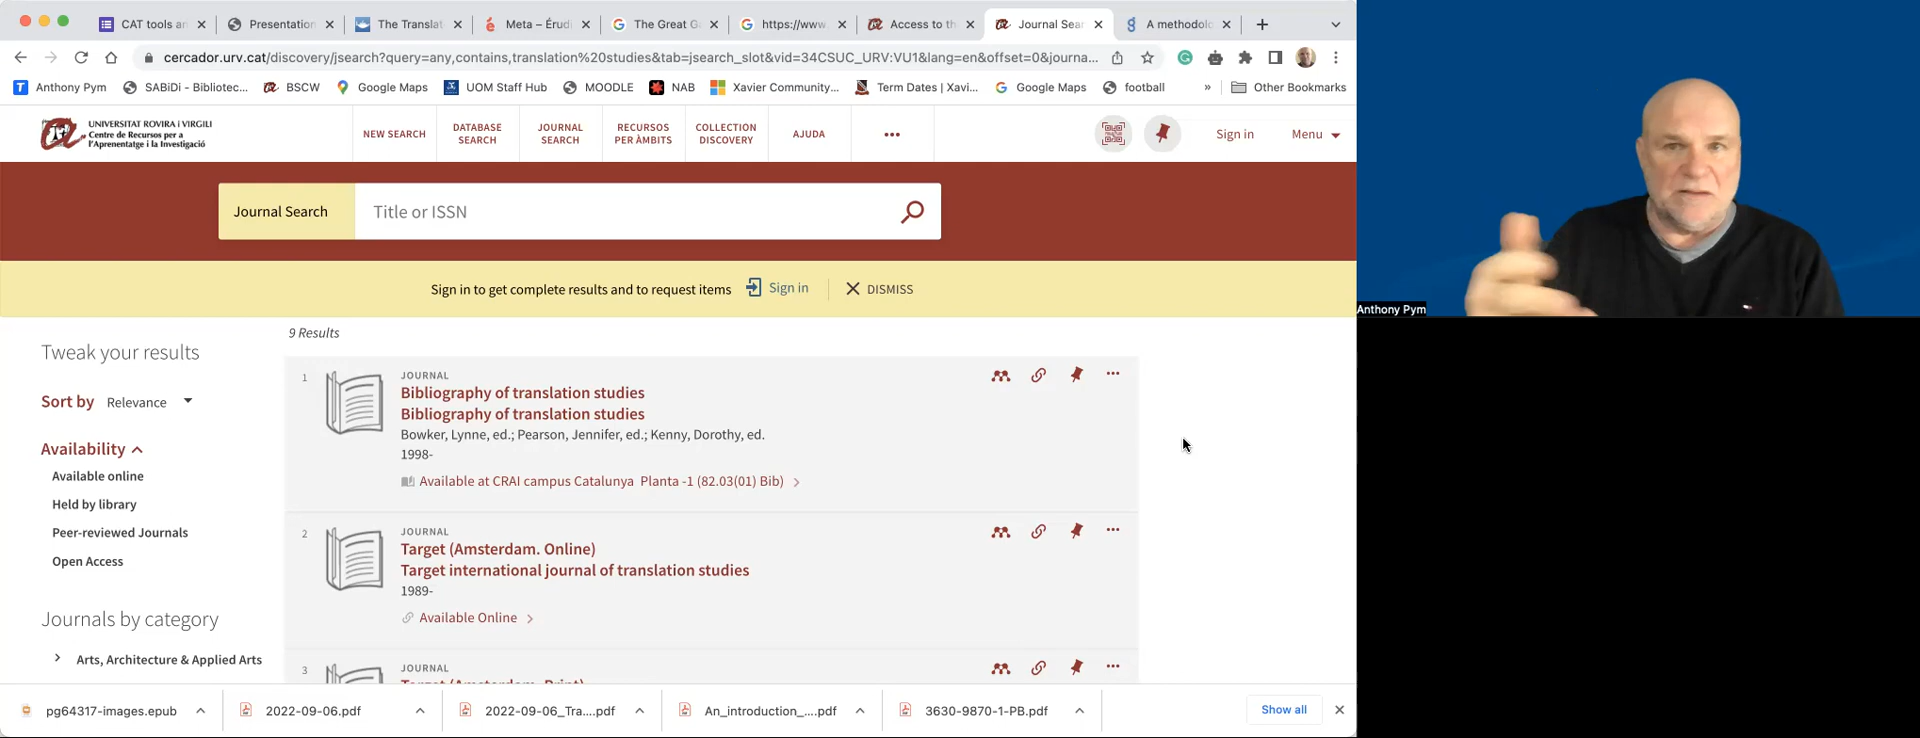 CAT tools an
Presentation
The Translat
Meta – Érud
The Great G
https://www
Access to th
Journal Sear
A methodolo
cercador.urv.cat/discovery/jsearch?query=any,contains,translation%20studies&tab=jsearch_slot&vid=34CSUC_URV:VU1&lang=en&offset=0&journa...
Anthony Pym
SABiDi - Bibliotec...
BSCW
Google Maps
UOM Staff Hub
MOODLE
NAB
Xavier Community...
Term Dates | Xavi...
Google Maps
football
»
Other Bookmarks
UNIVERSITAT ROVIRA i VIRGILI
Centre de Recursos per a
l'Aprenentatge i la Investigació
NEW SEARCH
DATABASE
SEARCH
JOURNAL
SEARCH
RECURSOS
PER ÀMBITS
COLLECTION
DISCOVERY
AJUDA
Sign in
Menu
Journal Search
Title or ISSN
Sign in to get complete results and to request items
Sign in
DISMISS
9 Results
Tweak your results
Sort by Relevance
Availability
Available online
Held by library
Peer-reviewed Journals
Open Access
Journals by category
Arts, Architecture & Applied Arts
1
JOURNAL
Bibliography of translation studies
Bibliography of translation studies
Bowker, Lynne, ed.; Pearson, Jennifer, ed.; Kenny, Dorothy, ed.
1998-
Available at CRAI campus Catalunya Planta -1 (82.03(01) Bib)
2
JOURNAL
Target (Amsterdam. Online)
Target international journal of translation studies
1989-
Available Online
3
JOURNAL
Target (Amsterdam. Print)
pg64317-images.epub
2022-09-06.pdf
2022-09-06_Tra....pdf
An_introduction_....pdf
3630-9870-1-PB.pdf
Show all
Anthony Pym